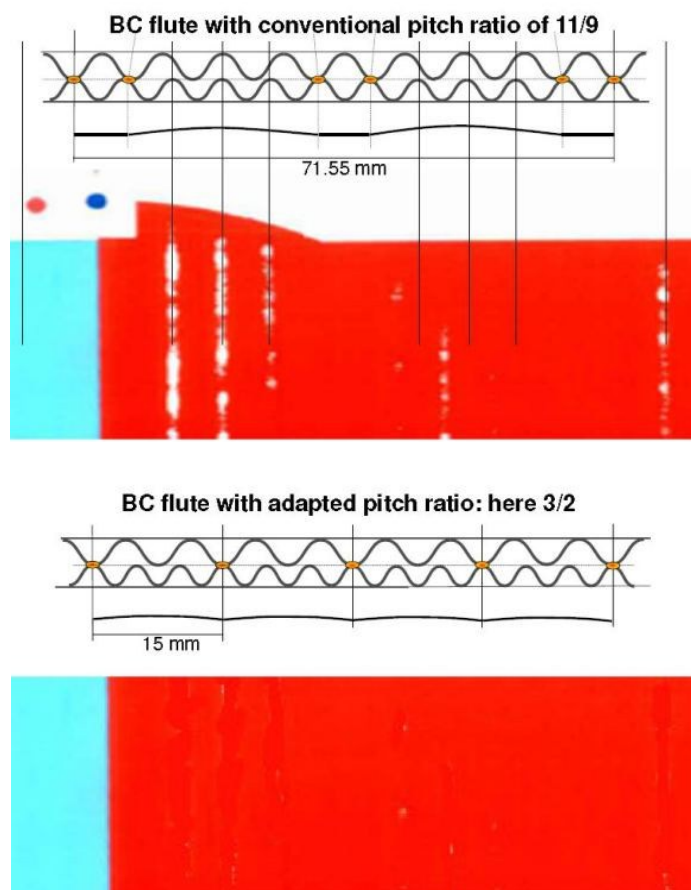 BC flute with conventional pitch ratio of 11/9
71.55 mm
BC flute with adapted pitch ratio: here 3/2
15 mm